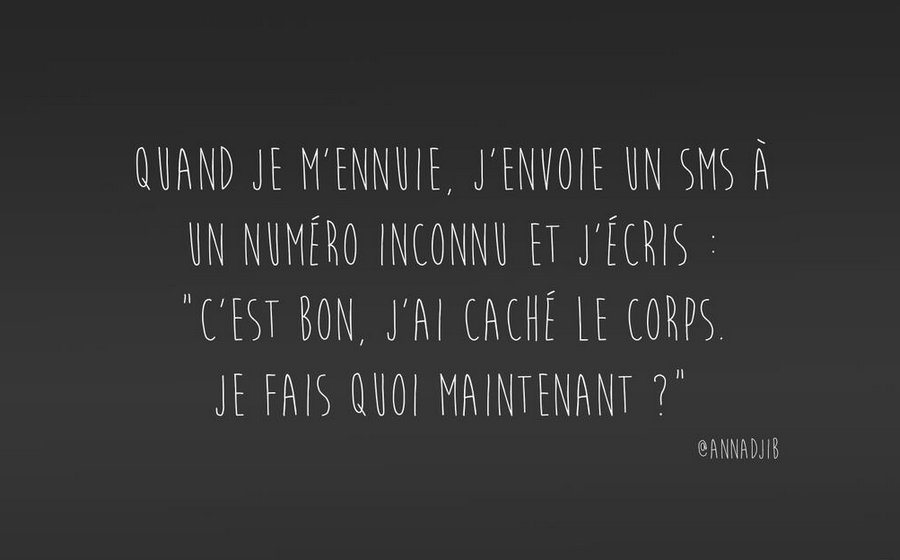 QUAND JE M'ENNUIE, J'ENVOIE UN SMS À
UN NUMÉRO INCONNU ET J'ÉCRIS :
"C'EST BON, J'AI CACHÉ LE CORPS.
JE FAIS QUOI MAINTENANT ?"
@ANNADJIB